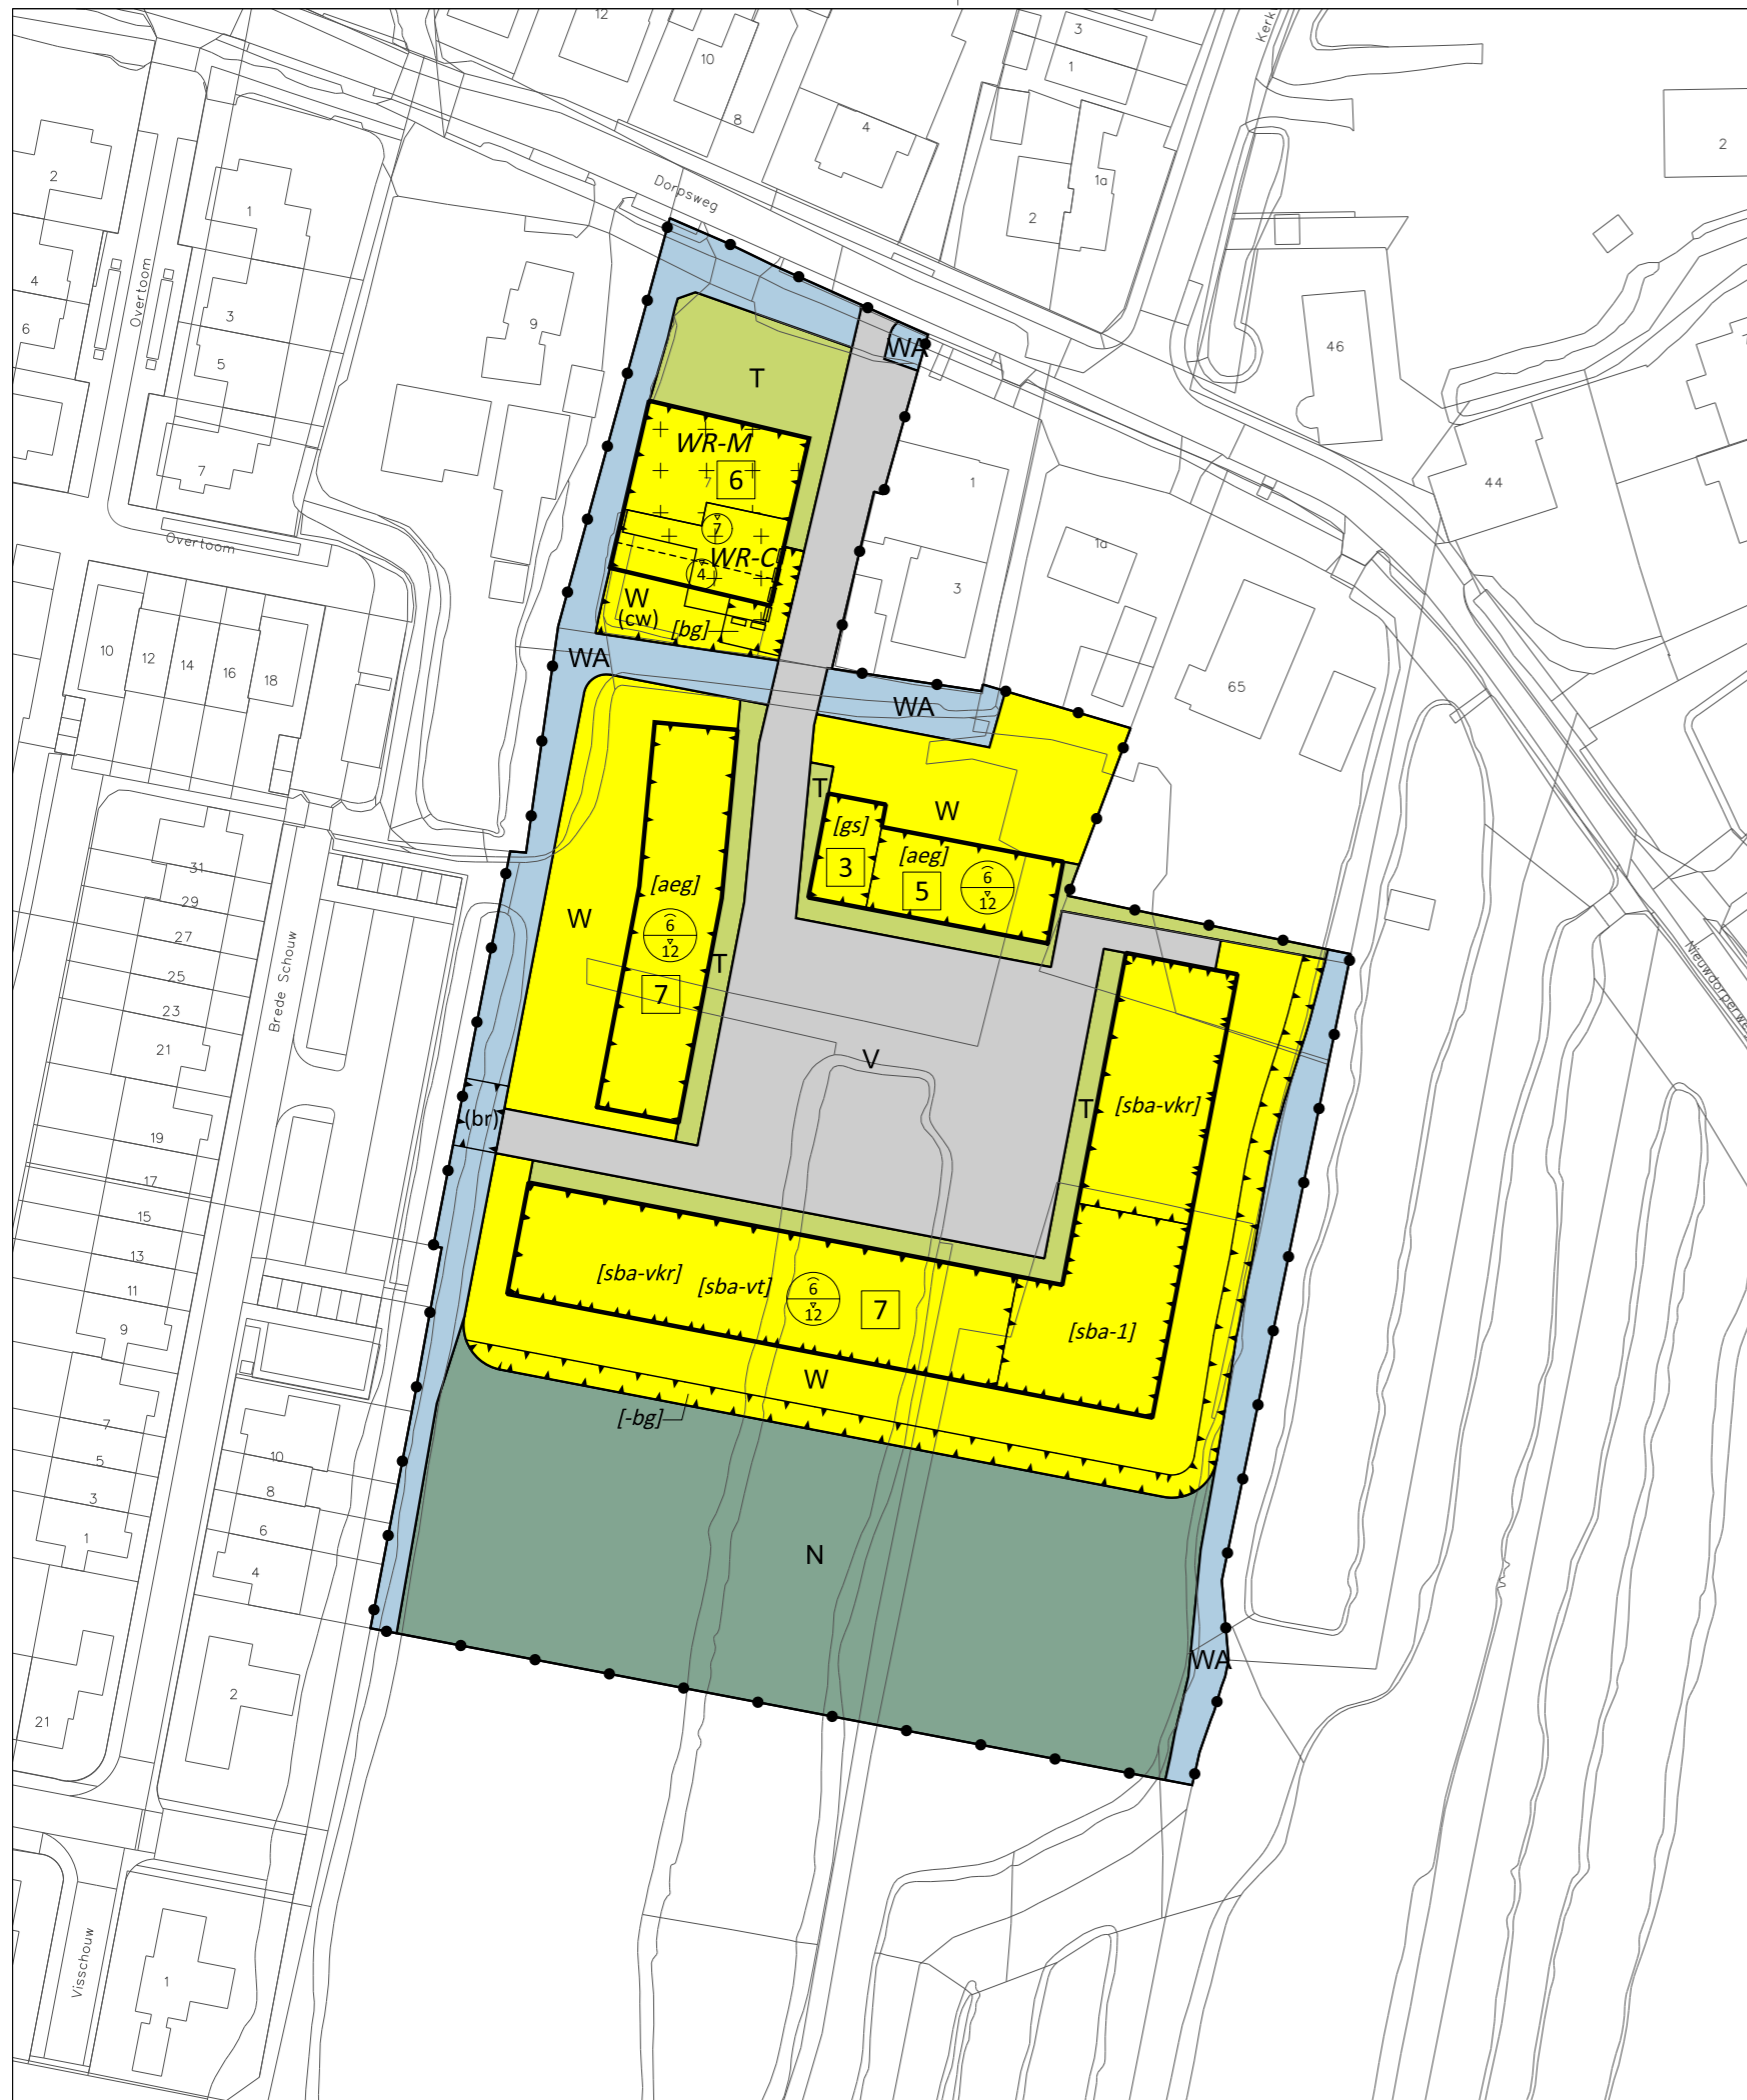 12
10
8
3
1
Kerk
4
2
1a
2
2
1
Overtoom
4
3
6
5
7
9
Overtoom
Dorpsweg
WA
T
WR-M
6
7
7
WR-C
4
W
(cw)
[bg]
WA
WA
1
3
1a
46
44
65
10
12
14
16
18
W
[aeg]
6
12
7
T
T
[gs]
3
[aeg]
5
6
12
W
V
T
[sba-vkr]
(br)
[sba-vkr]
[sba-vt]
6
12
7
[sba-1]
W
[-bg]
N
WA
31
29
27
25
23
21
19
17
15
13
11
9
7
5
3
1
Brede Schouw
10
8
6
4
2
21
1
Visschouw
Nieuwdorperwe